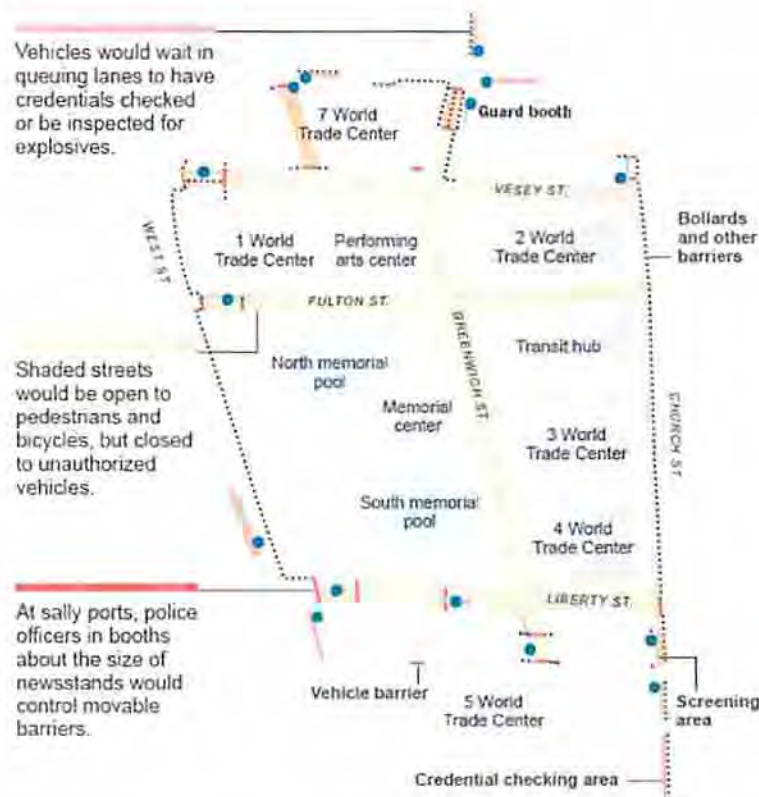 Vehicles would wait in
queuing lanes to have
credentials checked
or be inspected for
explosives.
7 World
Trade Center
Guard booth
VESEY ST.
WEST ST.
1 World
Trade Center
Performing
arts center
2 World
Trade Center
Bollards
and other
barriers
FULTON ST.
GREENWICH ST.
Transit hub
North memorial
pool
Shaded streets
would be open to
pedestrians and
bicycles, but closed
to unauthorized
vehicles.
Memorial
center
3 World
Trade Center
CHURCH ST.
South memorial
pool
4 World
Trade Center
LIBERTY ST.
At sally ports, police
officers in booths
about the size of
newsstands would
control movable
barriers.
Vehicle barrier
5 World
Trade Center
Screening
area
Credential checking area